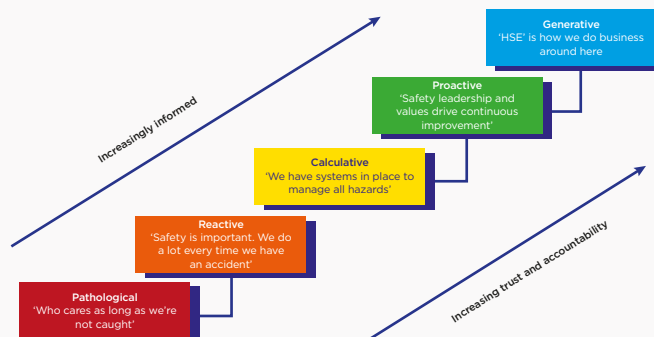 Generative
‘HSE’ is how we do business
around here
Proactive
‘Safety leadership and
values drive continuous
improvement’
Increasingly informed
Calculative
‘We have systems in place to
manage all hazards’
Reactive
‘Safety is important. We do
a lot every time we have
an accident’
Increasing trust and accountability
Pathological
‘Who cares as long as we’re
not caught’